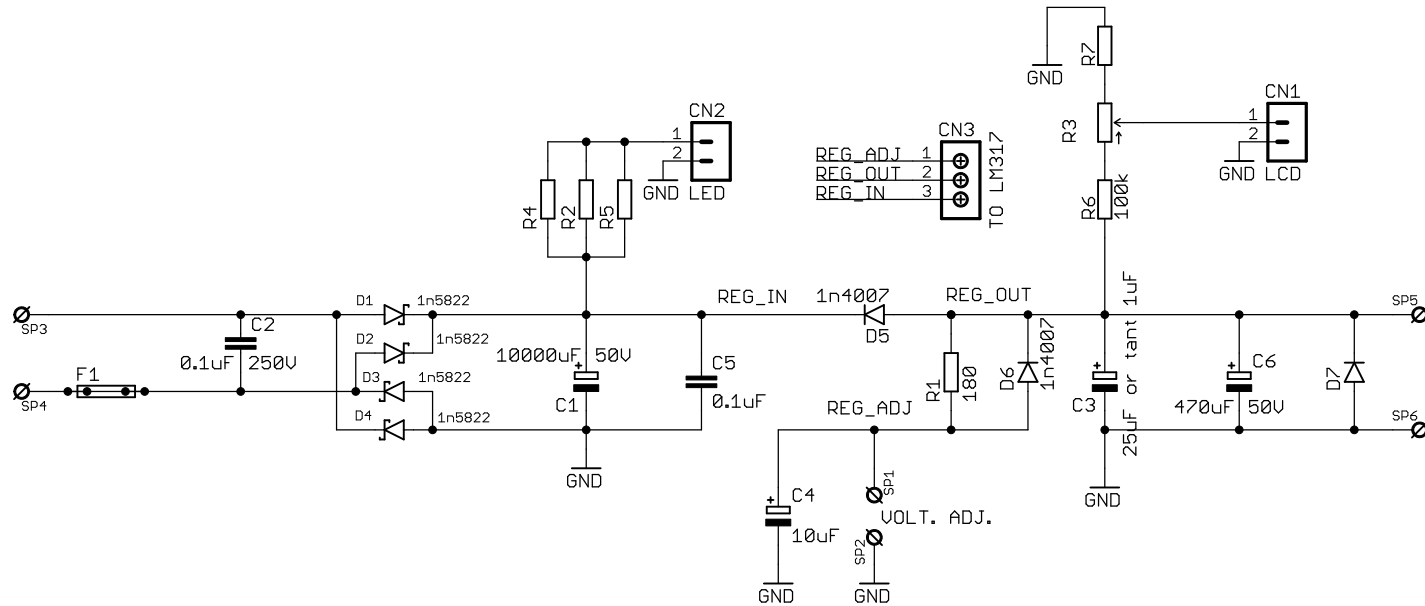 R7
GND
CN1
1
2
R3
GND LCD
CN2
1
2
GND LED
CN3
REG_ADJ 1
REG_OUT 2
REG_IN 3
TO LM317
R4
R2
R5
R6
100k
SP3
C2
0.1uF 250V
D1 1n5822
D2 1n5822
D3 1n5822
D4 1n5822
F1
SP4
10000uF 50V
C1
GND
REG_IN
C5
0.1uF
1n4007
D5
REG_OUT
R1
180
D6
1n4007
REG_ADJ
C4
10uF
GND
SP1
VOLT. ADJ.
SP2
GND
C3
25uF or tant 1uF
GND
C6
470uF 50V
D7
SP5
SP6